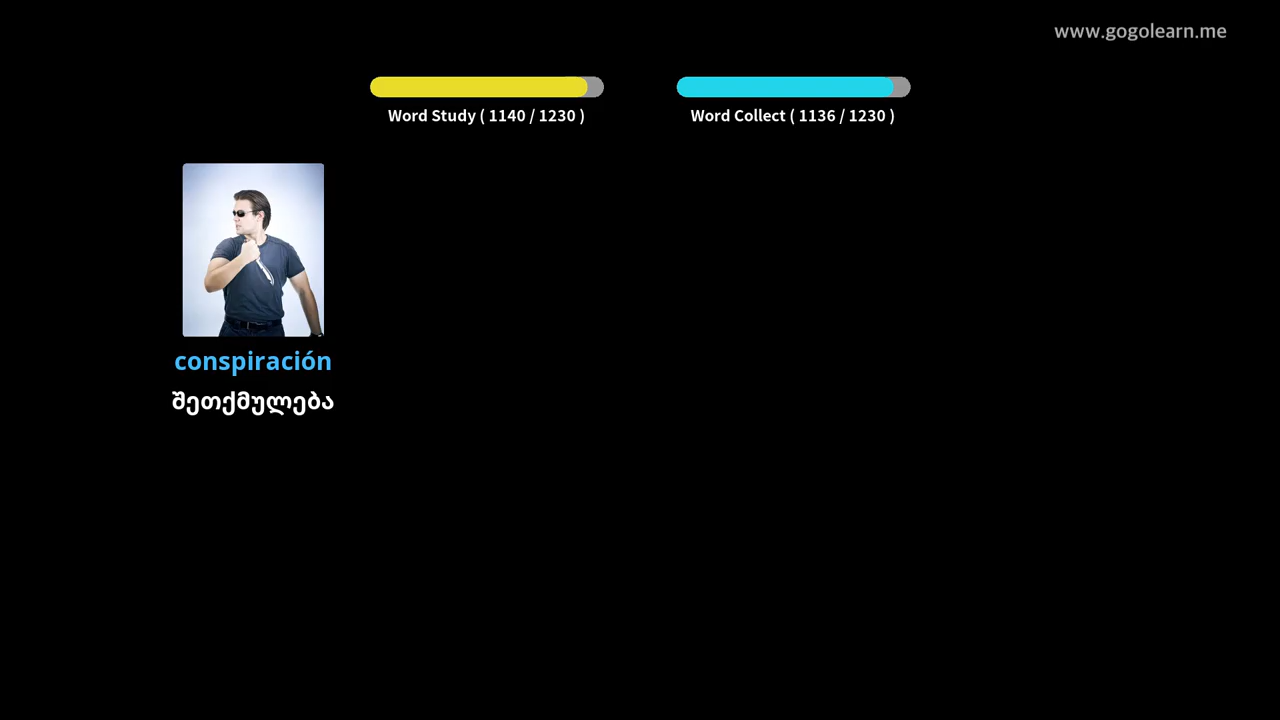 www.gogolearn.me
Word Study ( 1140 / 1230 )
Word Collect ( 1136 / 1230 )
conspiración
შეთქმულება